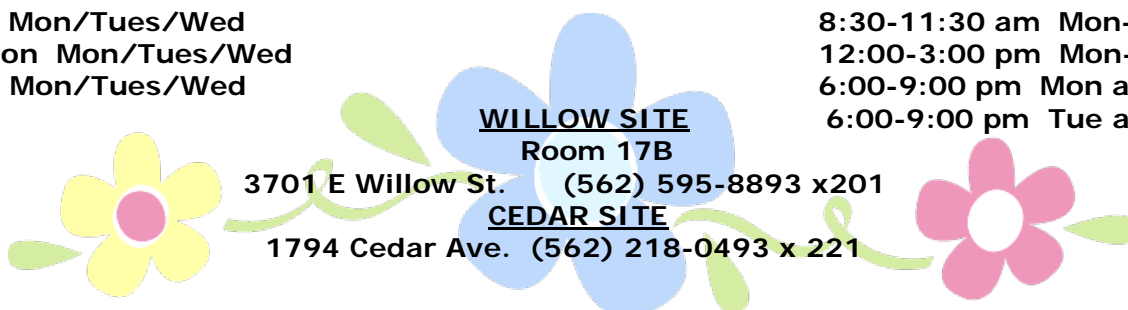 Mon/Tues/Wed
on Mon/Tues/Wed
Mon/Tues/Wed
8:30-11:30 am Mon-
12:00-3:00 pm Mon-
6:00-9:00 pm Mon a
6:00-9:00 pm Tue a
WILLOW SITE
Room 17B
3701 E Willow St. (562) 595-8893 x201
CEDAR SITE
1794 Cedar Ave. (562) 218-0493 x 221